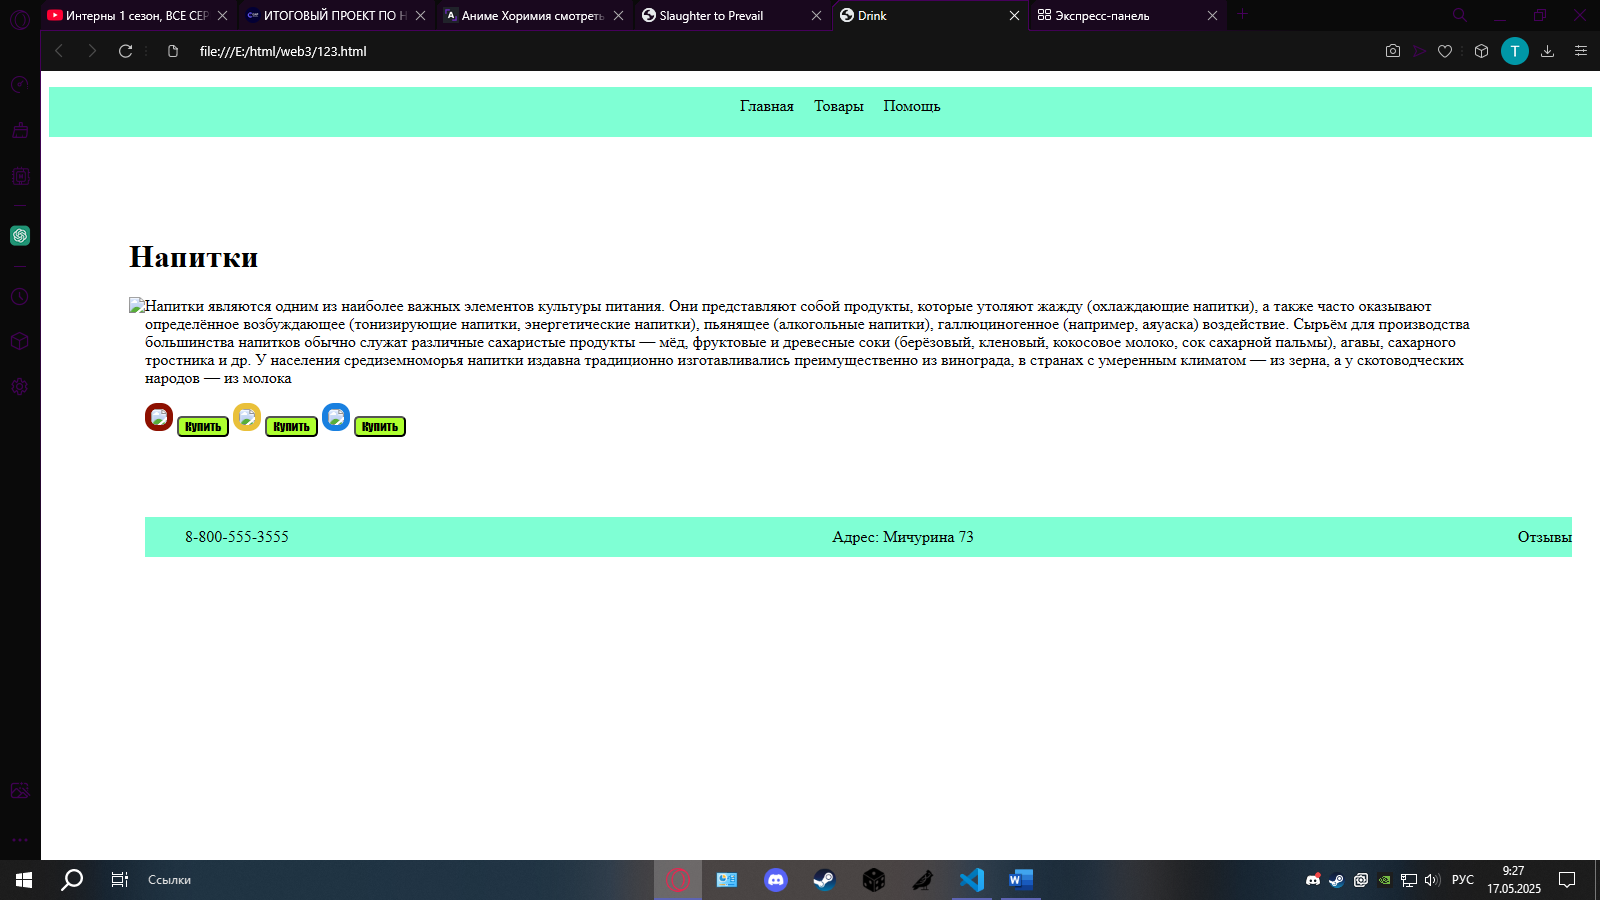 Интерны 1 сезон, ВСЕ СЕР
ИТОГОВЫЙ ПРОЕКТ ПО Н
Аниме Хоримия смотреть
Slaughter to Prevail
Drink
Экспресс-панель
file:///E:/html/web3/123.html
T
Главная Товары Помощь
Напитки
Напитки являются одним из наиболее важных элементов культуры питания. Они представляют собой продукты, которые утоляют жажду (охлаждающие напитки), а также часто оказывают
определённое возбуждающее (тонизирующие напитки, энергетические напитки), пьянящее (алкогольные напитки), галлюциногенное (например, аяуаска) воздействие. Сырьём для производства
большинства напитков обычно служат различные сахаристые продукты — мёд, фруктовые и древесные соки (берёзовый, кленовый, кокосовое молоко, сок сахарной пальмы), агавы, сахарного
тростника и др. У населения средиземноморья напитки издавна традиционно изготавливались преимущественно из винограда, в странах с умеренным климатом — из зерна, а у скотоводческих
народов — из молока
Купить Купить Купить
8-800-555-3555 Адрес: Мичурина 73 Отзывы
Ссылки
РУС
9:27
17.05.2025